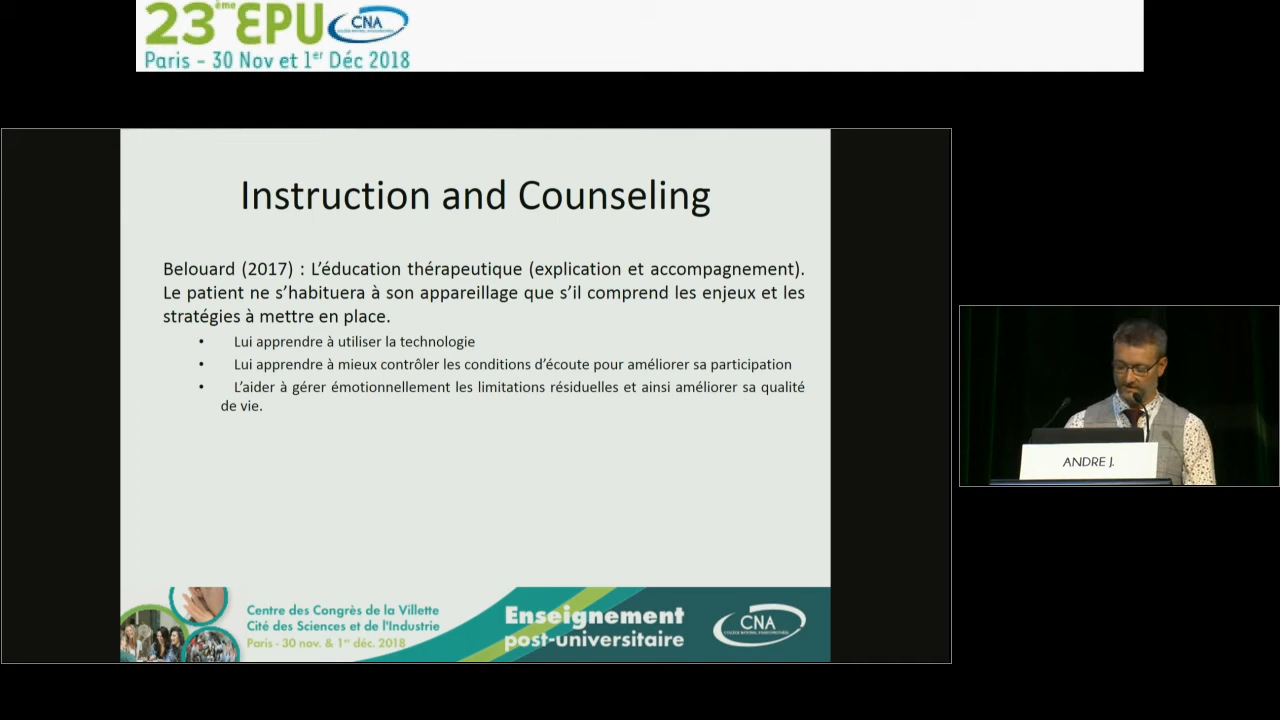 23ème EPU CNA
Paris - 30 Nov et 1er Déc 2018
Instruction and Counseling
Belouard (2017) : L’éducation thérapeutique (explication et accompagnement).
Le patient ne s’habituera à son appareillage que s’il comprend les enjeux et les
stratégies à mettre en place.
• Lui apprendre à utiliser la technologie
• Lui apprendre à mieux contrôler les conditions d’écoute pour améliorer sa participation
• L’aider à gérer émotionnellement les limitations résiduelles et ainsi améliorer sa qualité
de vie.
ANDRE J.
Centre des Congrès de la Villette
Cité des Sciences et de l'Industrie
Paris - 30 nov. & 1er déc. 2018
Enseignement
post-universitaire
CNA